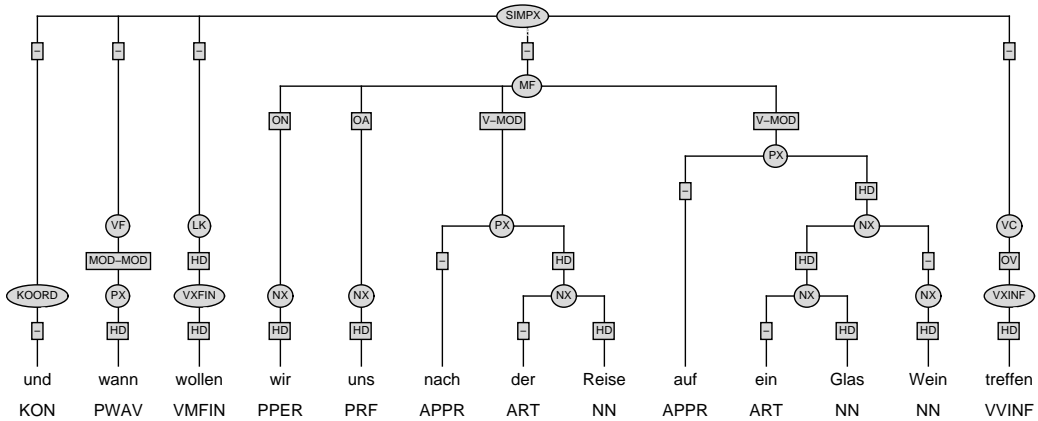 SIMPX
– – – – –
MF
ON OA V–MOD V–MOD
PX
– HD
VF LK PX NX VC
MOD–MOD HD – HD HD – OV
KOORD PX VXFIN NX NX NX NX NX VXINF
– HD HD HD HD – HD – HD HD HD
und wann wollen wir uns nach der Reise auf ein Glas Wein treffen
KON PWAV VMFIN PPER PRF APPR ART NN APPR ART NN NN VVINF